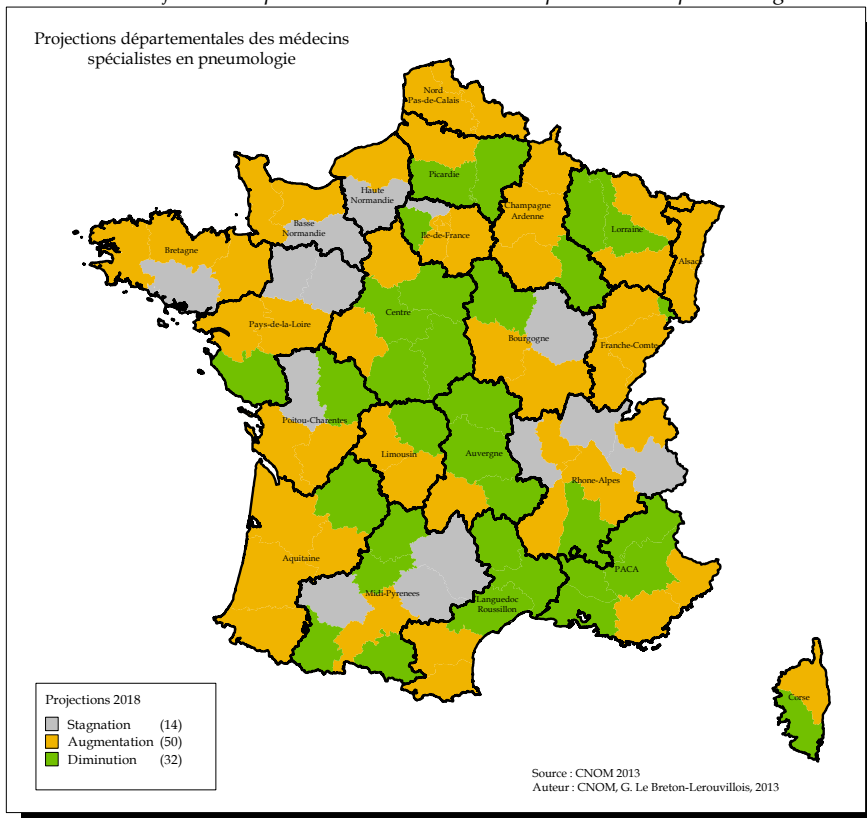 Projections départementales des médecins
spécialistes en pneumologie
Nord
Pas-de-Calais
Picardie
Haute
Normandie
Champagne
Ardenne
Basse
Normandie
Ile-de-France
Lorraine
Alsace
Bretagne
Centre
Pays-de-la-Loire
Bourgogne
Franche-Comte
Poitou-Charentes
Limousin
Auvergne
Rhone-Alpes
Aquitaine
PACA
Midi-Pyrenees
Languedoc
Roussillon
Corse
Projections 2018
Stagnation (14)
Augmentation (50)
Diminution (32)
Source : CNOM 2013
Auteur : CNOM, G. Le Breton-Lerouvillois, 2013